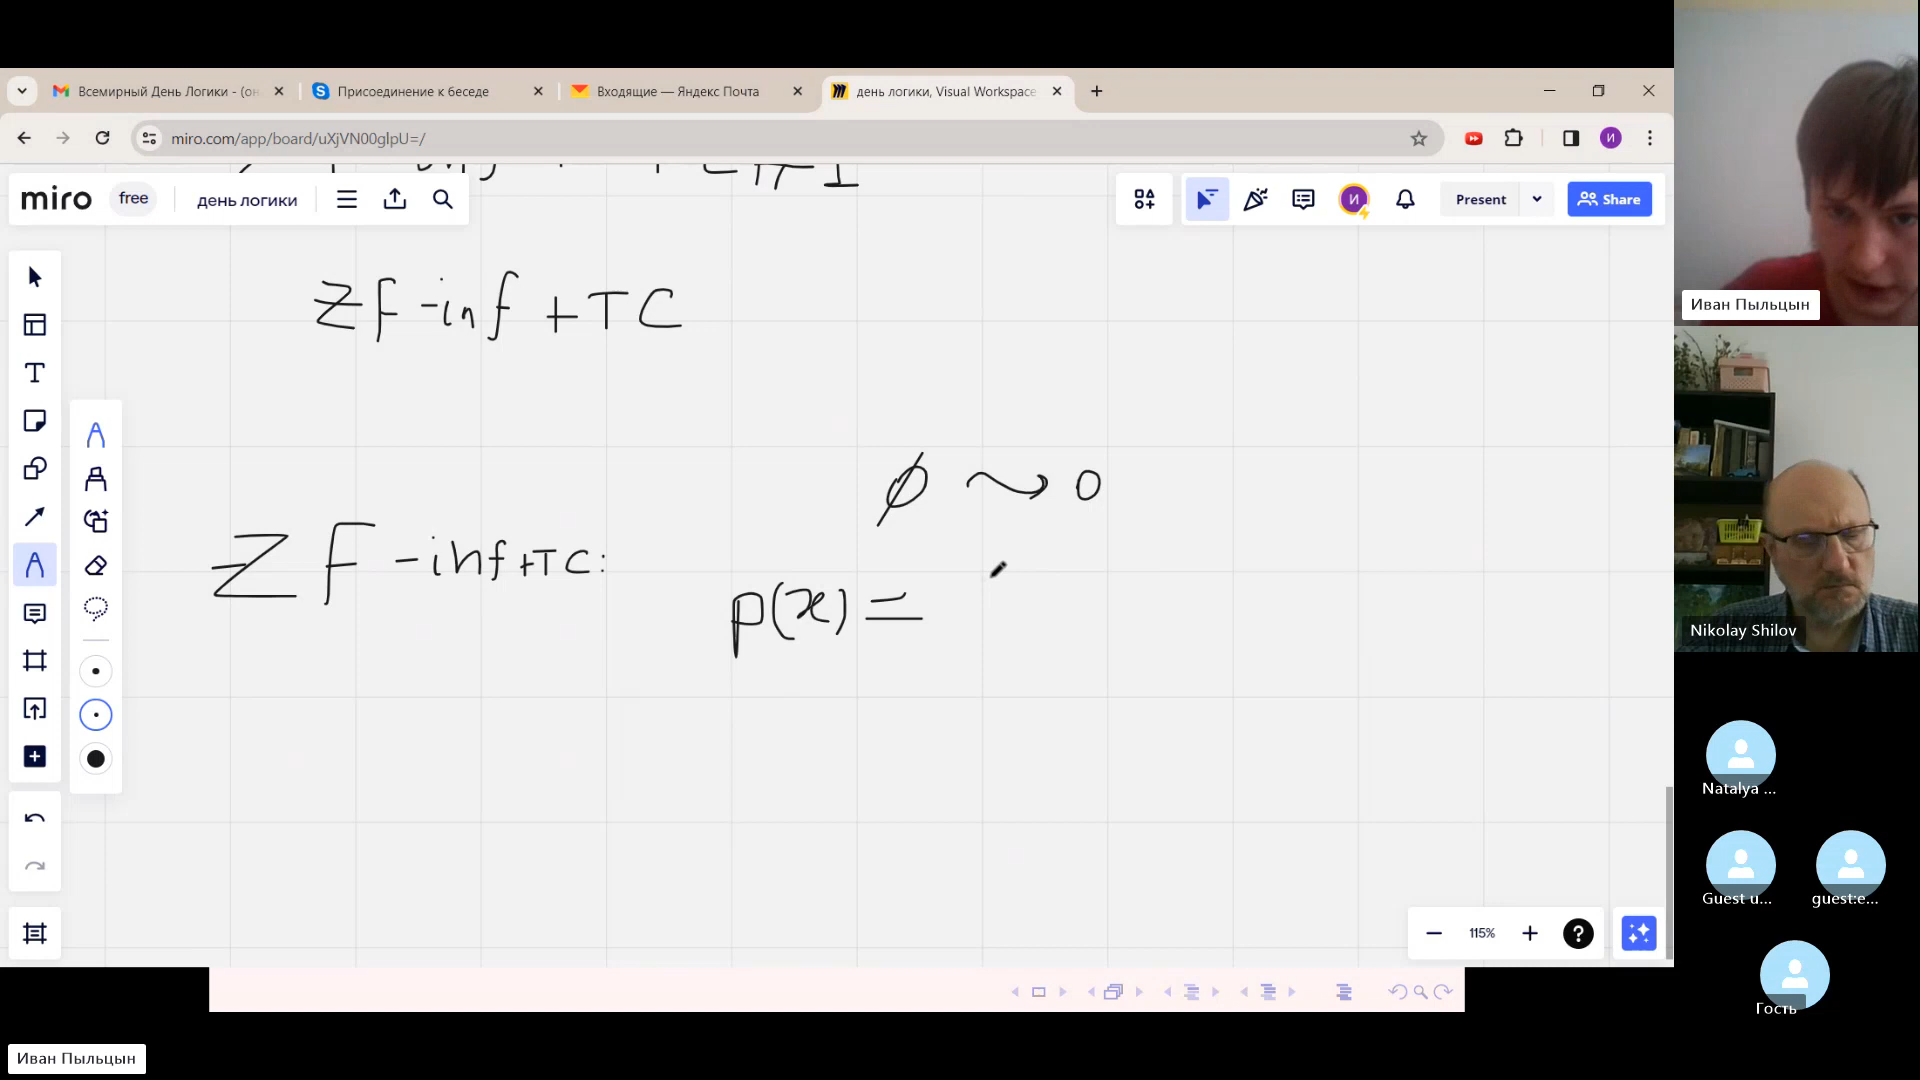 Всемирный День Логики - (он
Присоединение к беседе
Входящие — Яндекс Почта
день логики, Visual Workspace
miro.com/app/board/uXjVN00glpU=/
И
miro
free
день логики
И
Present
Share
ZF-inf +TC
∅ ⇝ 0
ZF-inf+TC:
p(x)=
115%
Иван Пыльцын
Nikolay Shilov
Natalya ...
Guest u...
guest:e...
Гость
Иван Пыльцын